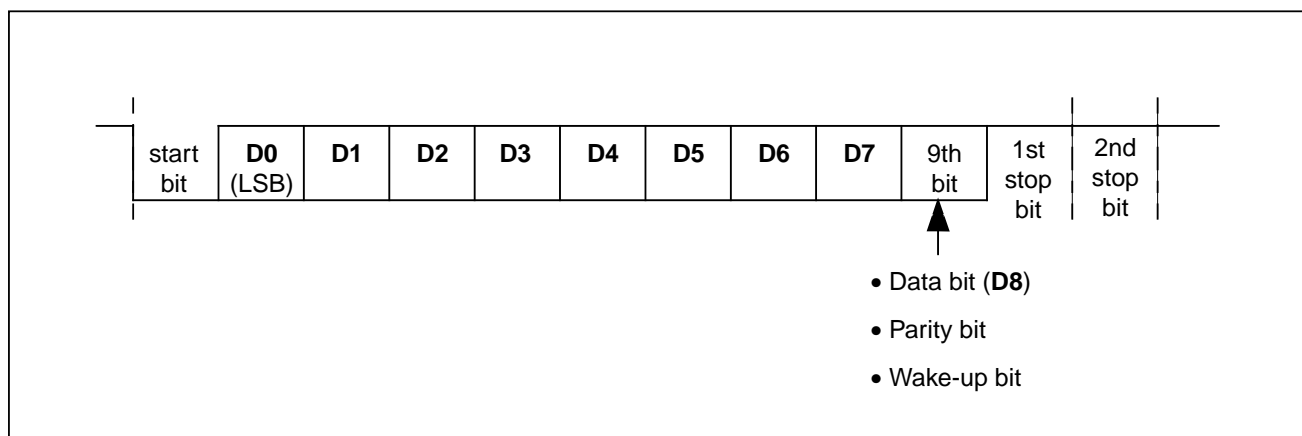 start
bit
D0
(LSB)
D1
D2
D3
D4
D5
D6
D7
9th
bit
1st
stop
bit
2nd
stop
bit
• Data bit (D8)
• Parity bit
• Wake-up bit